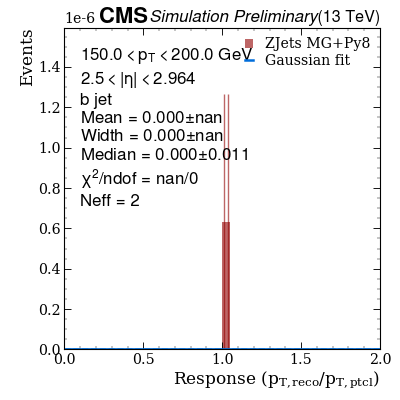 1e-6 CMS Simulation Preliminary (13 TeV)
150.0 < pT < 200.0 GeV
ZJets MG+Py8
Gaussian fit
2.5 < |η| < 2.964
b jet
Mean = 0.000±nan
Width = 0.000±nan
Median = 0.000±0.011
χ²/ndof = nan/0
Neff = 2
Events
1.4
1.2
1.0
0.8
0.6
0.4
0.2
0.0
0.0 0.5 1.0 1.5 2.0
Response (pT,reco/pT,ptcl)